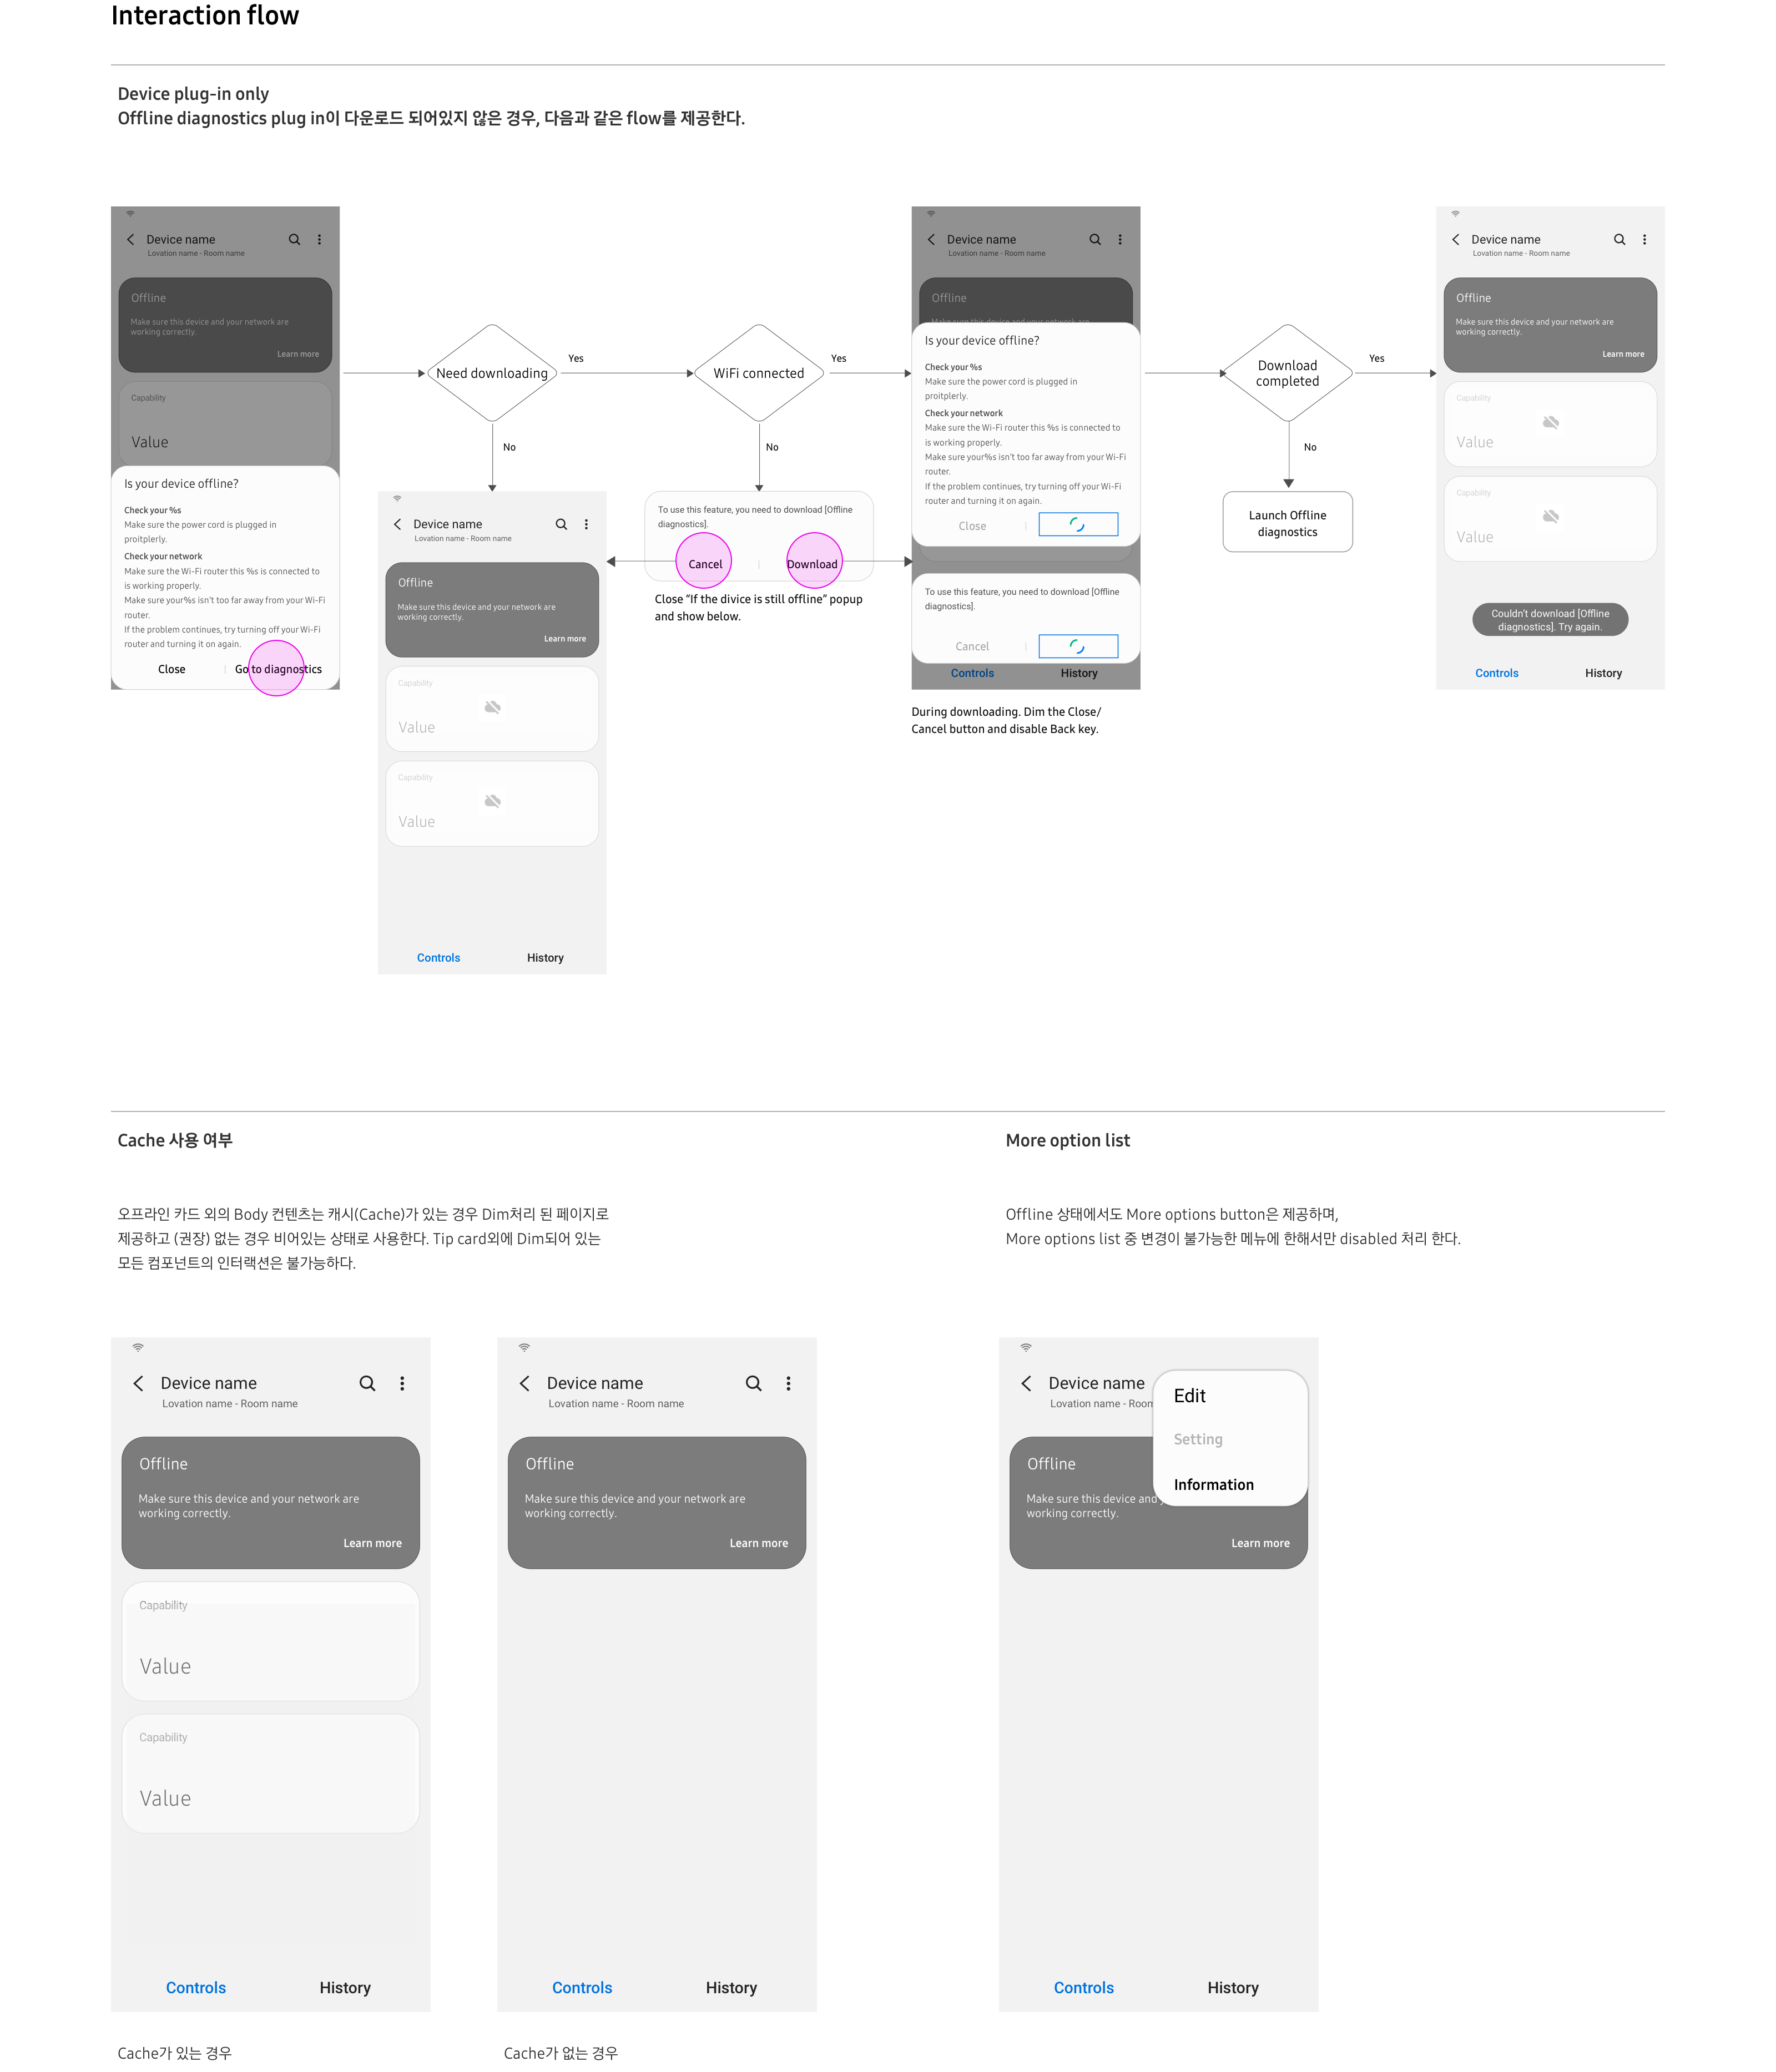 Interaction flow
Device plug-in only
Offline diagnostics plug in이 다운로드 되어있지 않은 경우, 다음과 같은 flow를 제공한다.
Device name
Lovation name - Room name
Offline
Make sure this device and your network are
working correctly.
Learn more
Capability
Value
Is your device offline?
Check your %s
Make sure the power cord is plugged in
proitplerly.
Check your network
Make sure the Wi-Fi router this %s is connected to
is working properly.
Make sure your%s isn't too far away from your Wi-Fi
router.
If the problem continues, try turning off your Wi-Fi
router and turning it on again.
Close
Go to diagnostics
Need downloading
Yes
No
Device name
Lovation name - Room name
Offline
Make sure this device and your network are
working correctly.
Learn more
Capability
Value
Capability
Value
Controls
History
WiFi connected
Yes
No
To use this feature, you need to download [Offline
diagnostics].
Cancel
Download
Close “If the divice is still offline” popup
and show below.
Device name
Lovation name - Room name
Offline
Make sure this device and your network are
Is your device offline?
Check your %s
Make sure the power cord is plugged in
proitplerly.
Check your network
Make sure the Wi-Fi router this %s is connected to
is working properly.
Make sure your%s isn't too far away from your Wi-Fi
router.
If the problem continues, try turning off your Wi-Fi
router and turning it on again.
Close
To use this feature, you need to download [Offline
diagnostics].
Cancel
Controls
History
During downloading. Dim the Close/
Cancel button and disable Back key.
Download
completed
Yes
No
Launch Offline
diagnostics
Device name
Lovation name - Room name
Offline
Make sure this device and your network are
working correctly.
Learn more
Capability
Value
Capability
Value
Couldn't download [Offline
diagnostics]. Try again.
Controls
History
Cache 사용 여부
오프라인 카드 외의 Body 컨텐츠는 캐시(Cache)가 있는 경우 Dim처리 된 페이지로
제공하고 (권장) 없는 경우 비어있는 상태로 사용한다. Tip card외에 Dim되어 있는
모든 컴포넌트의 인터랙션은 불가능하다.
Device name
Lovation name - Room name
Offline
Make sure this device and your network are
working correctly.
Learn more
Capability
Value
Capability
Value
Controls
History
Cache가 있는 경우
Device name
Lovation name - Room name
Offline
Make sure this device and your network are
working correctly.
Learn more
Controls
History
Cache가 없는 경우
More option list
Offline 상태에서도 More options button은 제공하며,
More options list 중 변경이 불가능한 메뉴에 한해서만 disabled 처리 한다.
Device name
Lovation name - Room
Edit
Setting
Information
Offline
Make sure this device and y
working correctly.
Learn more
Controls
History